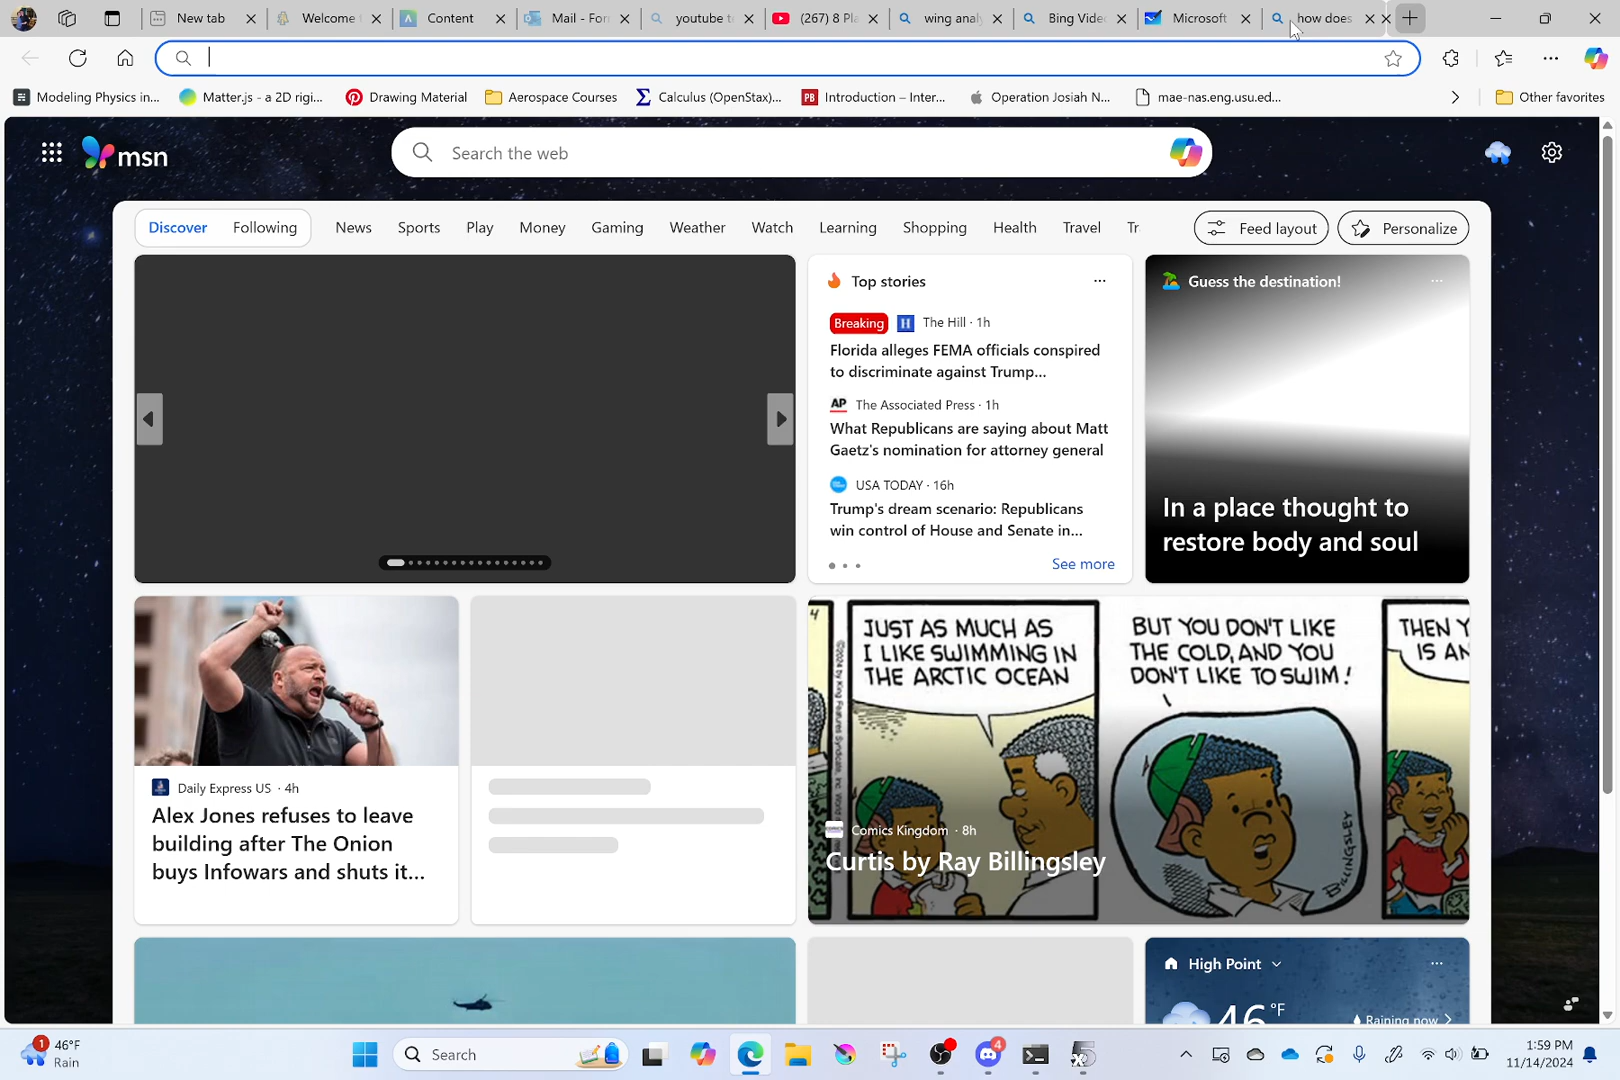 New tab
Welcome
Content
Mail - For
youtube t
(267) 8 Pla
wing analy
Bing Vide
Microsoft
how does
Modeling Physics in...
Matter.js - a 2D rigi...
Drawing Material
Aerospace Courses
Calculus (OpenStax)...
Introduction – Inter...
Operation Josiah N...
mae-nas.eng.usu.ed...
Other favorites
msn
Search the web
Discover
Following
News
Sports
Play
Money
Gaming
Weather
Watch
Learning
Shopping
Health
Travel
Tr
Feed layout
Personalize
Top stories
Breaking
The Hill · 1h
Florida alleges FEMA officials conspired
to discriminate against Trump...
AP The Associated Press · 1h
What Republicans are saying about Matt
Gaetz's nomination for attorney general
USA TODAY · 16h
Trump's dream scenario: Republicans
win control of House and Senate in...
See more
Guess the destination!
In a place thought to
restore body and soul
Daily Express US · 4h
Alex Jones refuses to leave
building after The Onion
buys Infowars and shuts it...
JUST AS MUCH AS
I LIKE SWIMMING IN
THE ARCTIC OCEAN
BUT YOU DON'T LIKE
THE COLD, AND YOU
DON'T LIKE TO SWIM!
THEN Y
IS AN
BILLINGSLEY
Comics Kingdom · 8h
Curtis by Ray Billingsley
High Point
46 °F
Raining now
1
46°F
Rain
Search
4
1:59 PM
11/14/2024